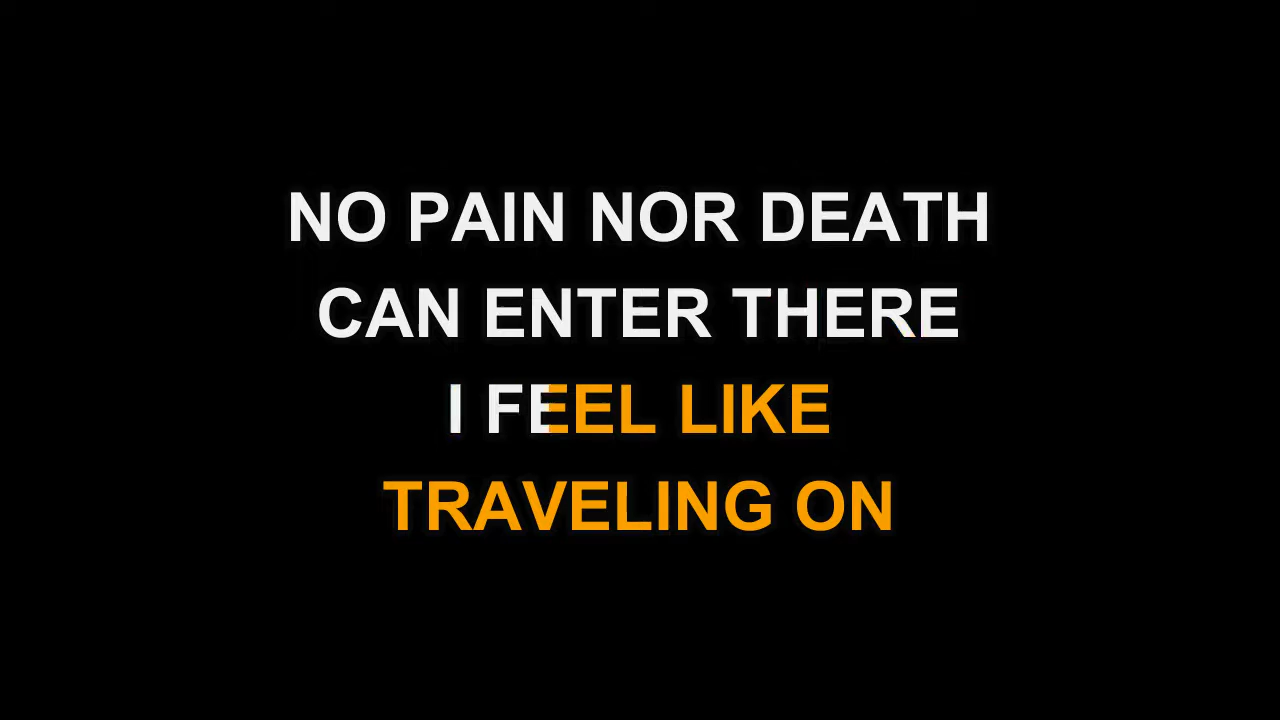 NO PAIN NOR DEATH
CAN ENTER THERE
I FEEL LIKE
TRAVELING ON